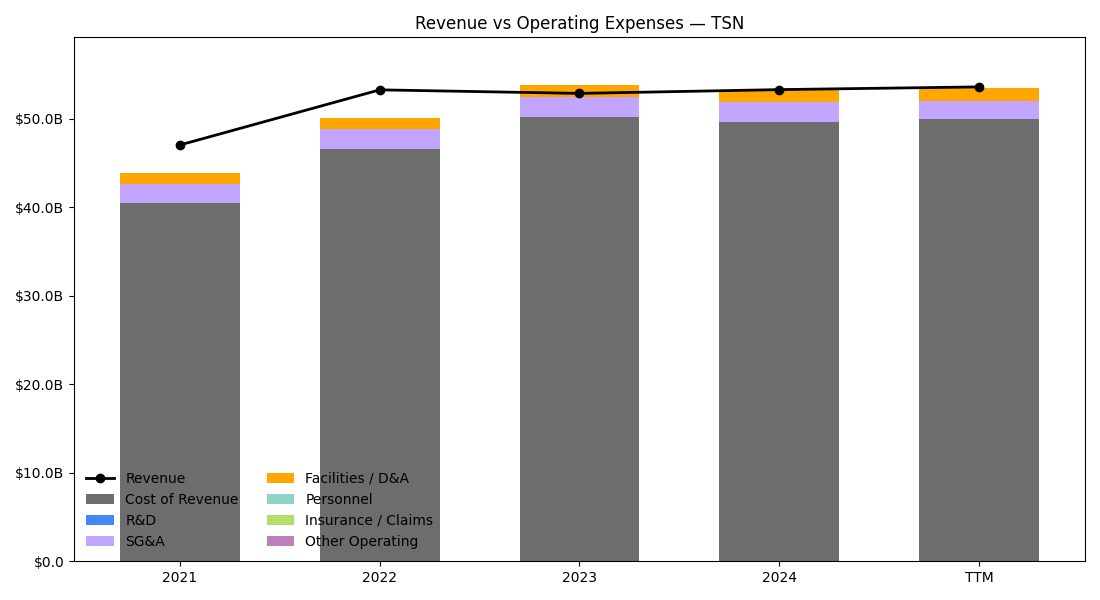 Revenue vs Operating Expenses — TSN
$50.0B
$40.0B
$30.0B
$20.0B
$10.0B
$0.0
Revenue
Cost of Revenue
R&D
SG&A
Facilities / D&A
Personnel
Insurance / Claims
Other Operating
2021
2022
2023
2024
TTM